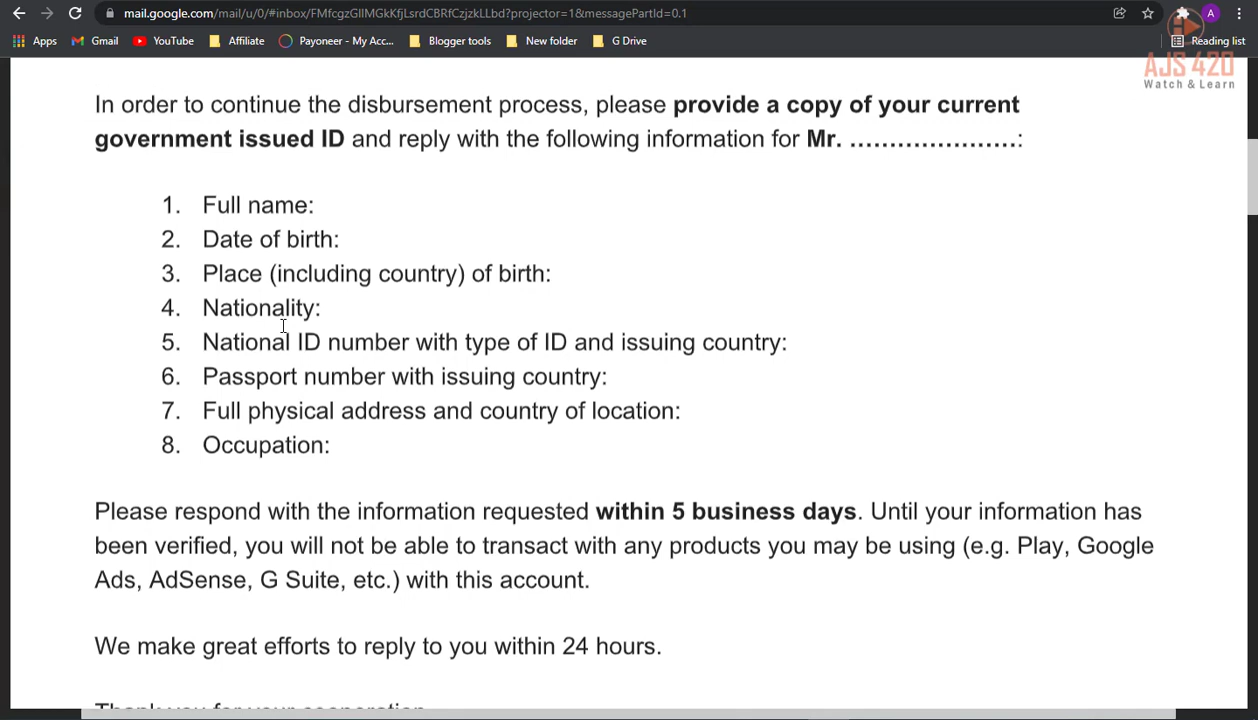 mail.google.com/mail/u/0/#inbox/FMfcgzGllMGkKfjLsrdCBRfCzjzkLLbd?projector=1&messagePartId=0.1
Apps Gmail YouTube Affiliate Payoneer - My Acc... Blogger tools New folder G Drive Reading list
A
AJS 420
Watch & Learn
In order to continue the disbursement process, please provide a copy of your current
government issued ID and reply with the following information for Mr. .....................:
1. Full name:
2. Date of birth:
3. Place (including country) of birth:
4. Nationality:
5. National ID number with type of ID and issuing country:
6. Passport number with issuing country:
7. Full physical address and country of location:
8. Occupation:
Please respond with the information requested within 5 business days. Until your information has
been verified, you will not be able to transact with any products you may be using (e.g. Play, Google
Ads, AdSense, G Suite, etc.) with this account.
We make great efforts to reply to you within 24 hours.
Thank you for your cooperation